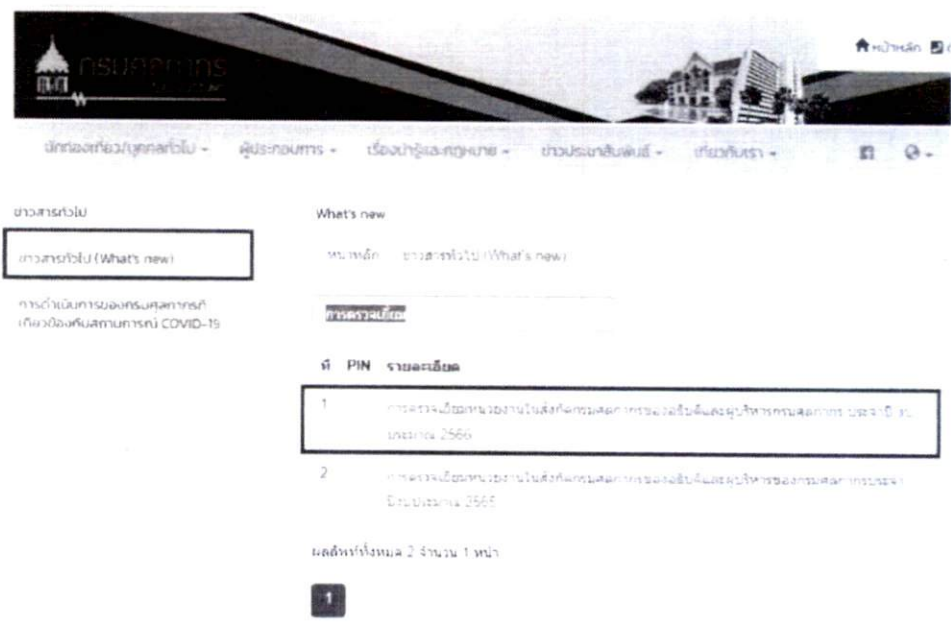 กรมศุลกากร
หน้าหลัก
นักท่องเที่ยว/บุคคลทั่วไป
ผู้ประกอบการ
เรื่องน่ารู้และกฎหมาย
ข่าวประชาสัมพันธ์
เกี่ยวกับเรา
ข่าวสารทั่วไป
ข่าวสารทั่วไป (What's new)
การดำเนินการของกรมศุลกากรที่
เกี่ยวข้องกับสถานการณ์ COVID-19
What's new
หน้าหลัก ข่าวสารทั่วไป (What's new)
การตรวจเยี่ยม
ที่ PIN รายละเอียด
1 การตรวจเยี่ยมหน่วยงานในสังกัดกรมศุลกากรของอธิบดีและผู้บริหารกรมศุลกากร ประจำปีงบ
ประมาณ 2566
2 การตรวจเยี่ยมหน่วยงานในสังกัดกรมศุลกากรของอธิบดีและผู้บริหารของกรมศุลกากรประจำ
ปีงบประมาณ 2565
ผลลัพท์ทั้งหมด 2 จำนวน 1 หน้า
1